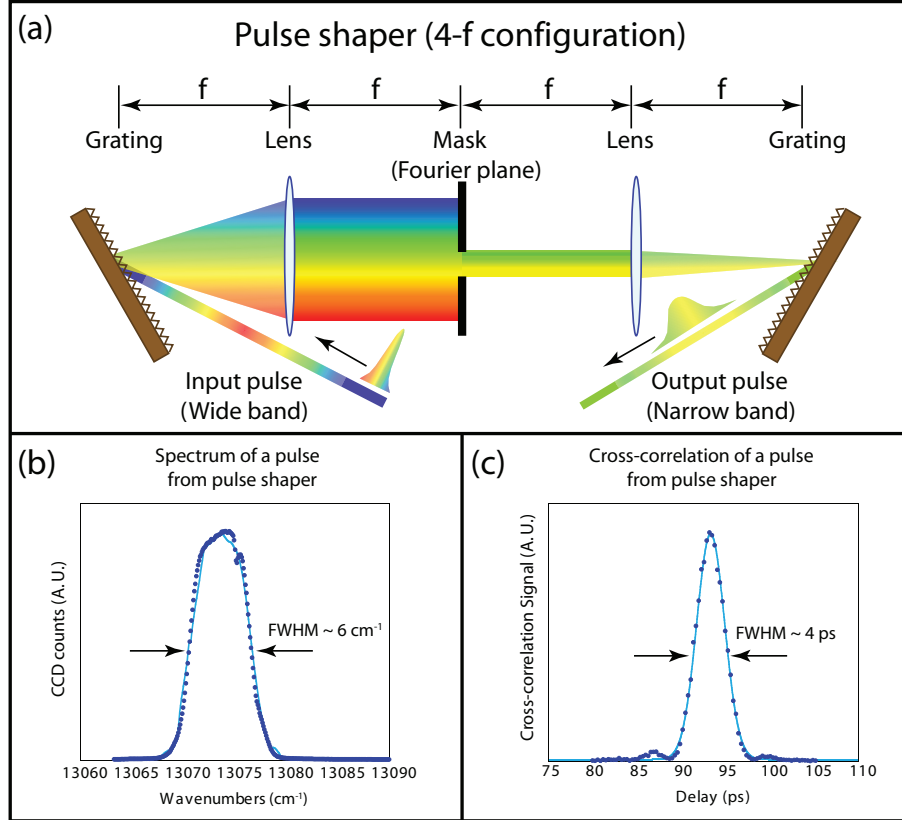 (a)
Pulse shaper (4-f configuration)
f f f f
Grating Lens Mask Lens Grating
(Fourier plane)
Input pulse
(Wide band)
Output pulse
(Narrow band)
(b)
Spectrum of a pulse
from pulse shaper
CCD counts (A. U.)
FWHM ~ 6 cm⁻¹
13060 13065 13070 13075 13080 13085 13090
Wavenumbers (cm⁻¹)
(c)
Cross-correlation of a pulse
from pulse shaper
Cross-correlation Signal (A. U.)
FWHM ~ 4 ps
75 80 85 90 95 100 105 110
Delay (ps)